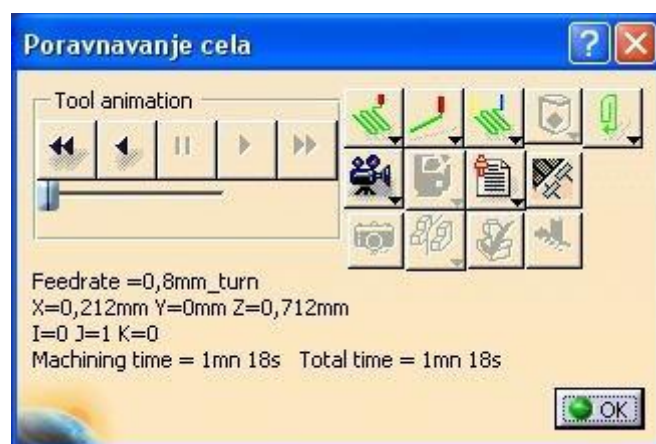 Poravnavanje cela
Tool animation
Feedrate =0,8mm_turn
X=0,212mm Y=0mm Z=0,712mm
I=0 J=1 K=0
Machining time = 1mn 18s Total time = 1mn 18s
OK